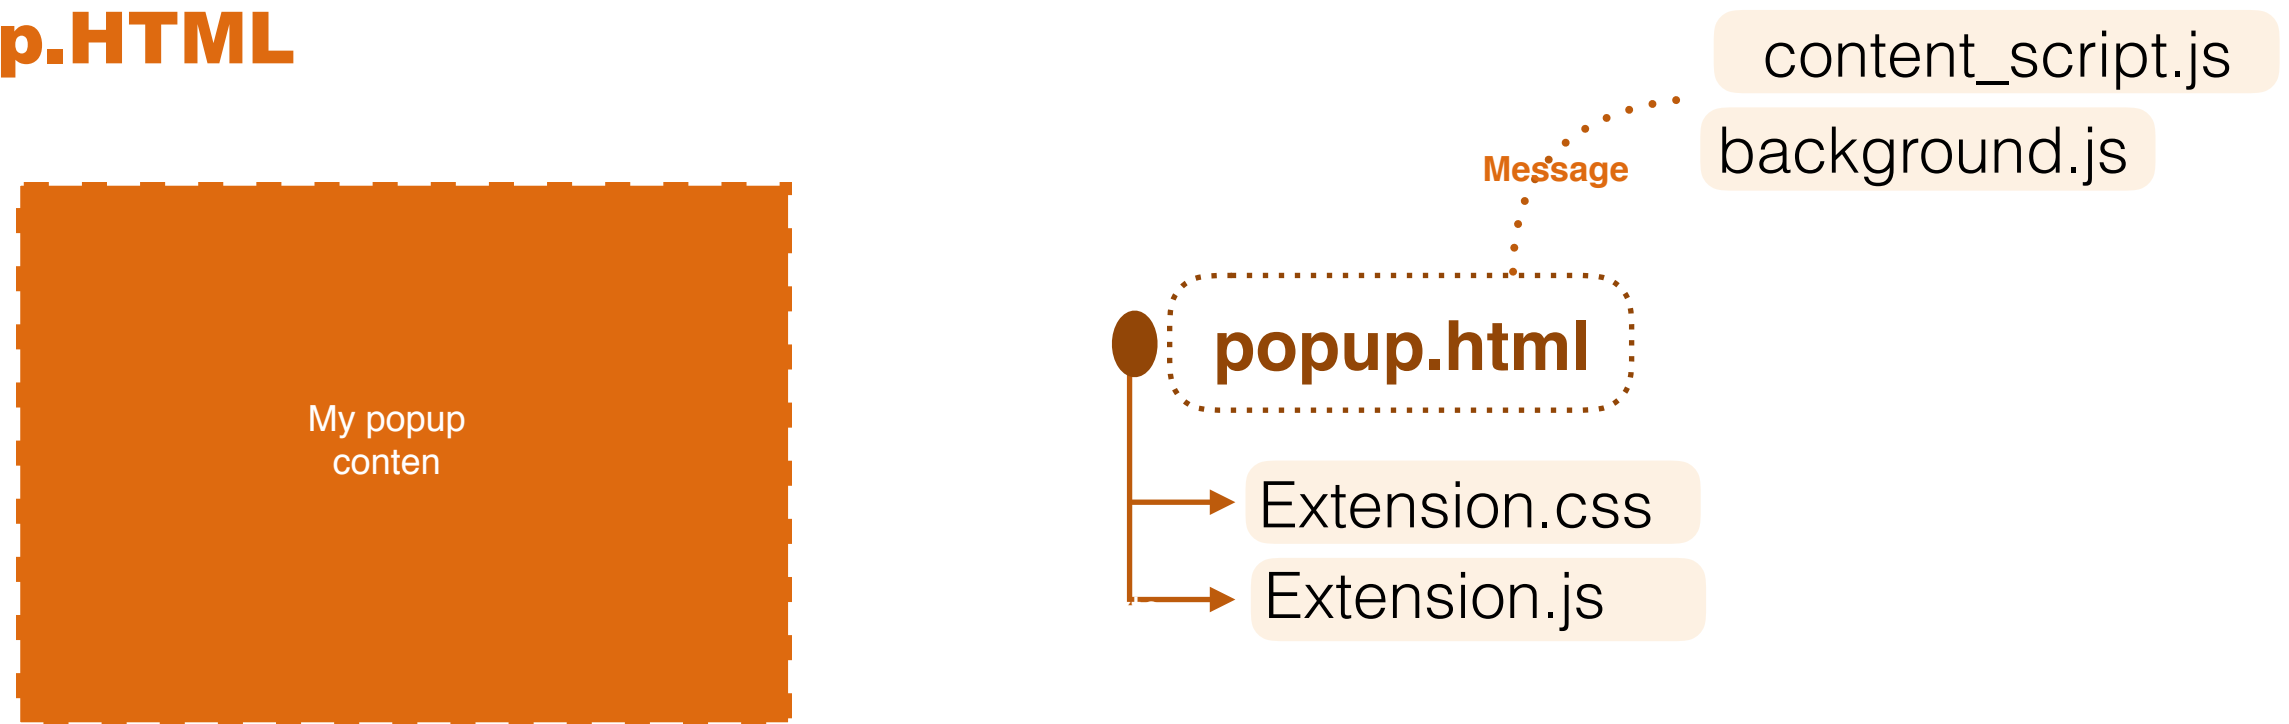 p.HTML
My popup
conten
content_script.js
background.js
Message
popup.html
Extension.css
Extension.js